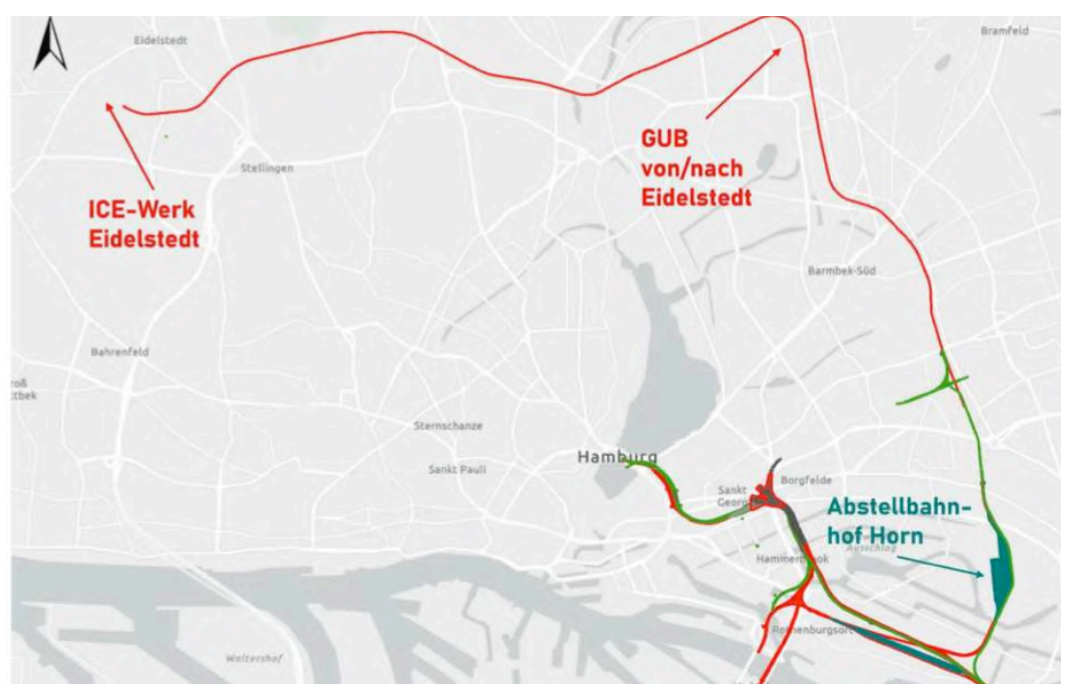 Eidelstedt
Bramfeld
GUB
von/nach
Eidelstedt
Stellingen
ICE-Werk
Eidelstedt
Barmbek-Süd
Bahrenfeld
Sternschanze
Hamburg
Sankt Pauli
Sankt
Georg
Borgfelde
Abstellbahn-
hof Horn
Hammerbrook
Ausschlag
Rothenburgsort
Waltershof